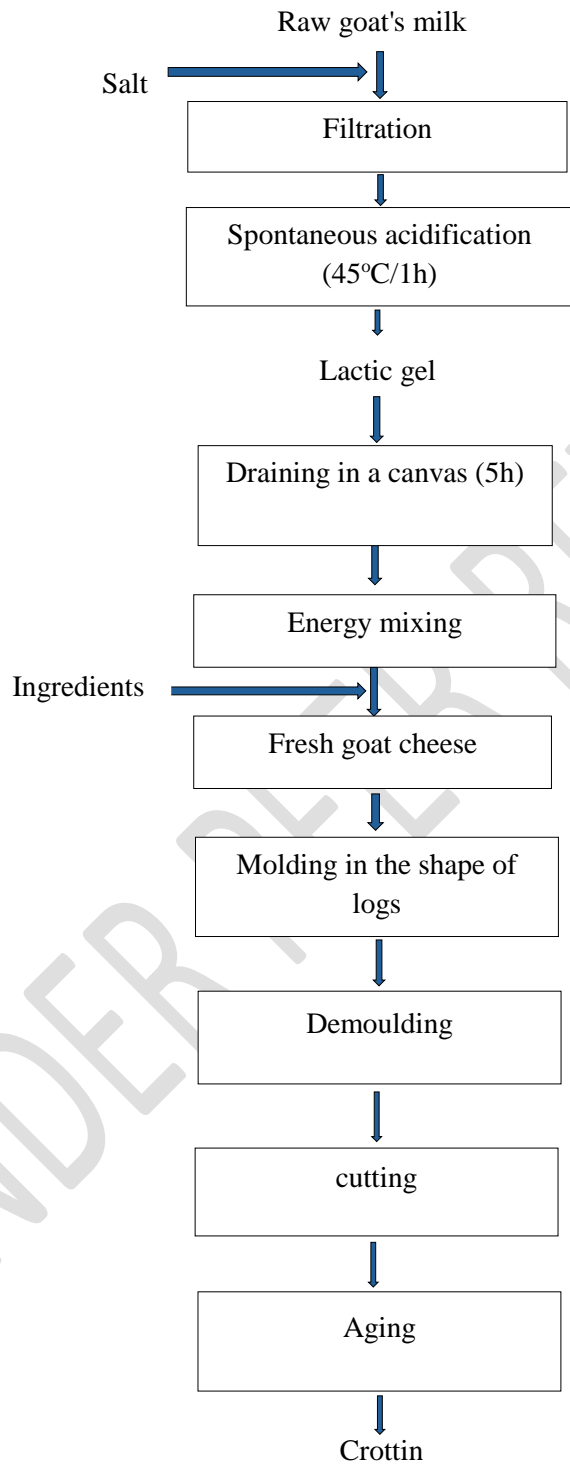 Raw goat's milk
Salt
Filtration
Spontaneous acidification
(45°C/1h)
Lactic gel
Draining in a canvas (5h)
Energy mixing
Ingredients
Fresh goat cheese
Molding in the shape of
logs
Demoulding
cutting
Aging
Crottin